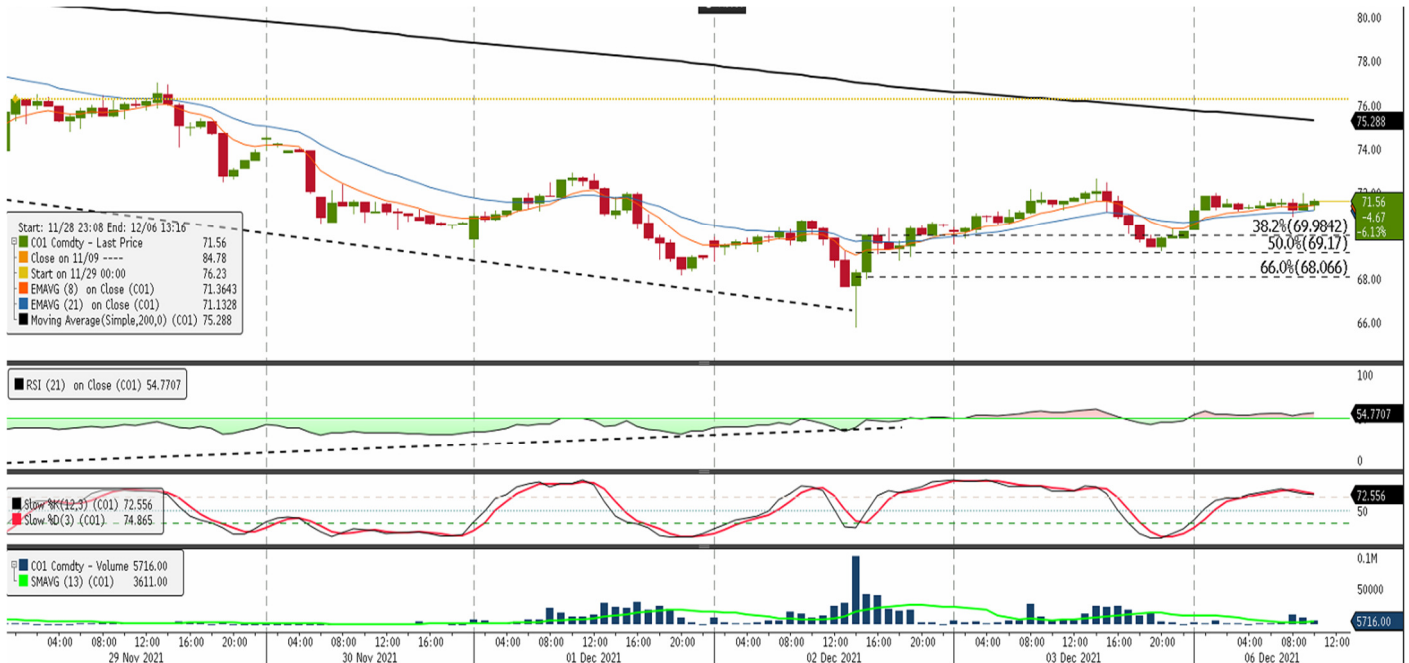 80.00
78.00
76.00
75.288
74.00
72.00
71.56
-4.67
-6.13%
38.2%(69.9842)
50.0%(69.17)
66.0%(68.066)
68.00
66.00
Start: 11/28 23:08 End: 12/06 13:16
CO1 Comdty - Last Price 71.56
Close on 11/09 ---- 84.78
Start on 11/29 00:00 76.23
EMAVG (8) on Close (CO1) 71.3643
EMAVG (21) on Close (CO1) 71.1328
Moving Average(Simple,200,0) (CO1) 75.288
RSI (21) on Close (CO1) 54.7707
100
54.7707
0
Slow %K(12,3) (CO1) 72.556
Slow %D(3) (CO1) 74.865
72.556
50
CO1 Comdty - Volume 5716.00
SMAVG (13) (CO1) 3611.00
0.1M
50000
5716.00
04:00 08:00 12:00 16:00 20:00 04:00 08:00 12:00 16:00 20:00 04:00 08:00 12:00 16:00 20:00 04:00 08:00 12:00 16:00 20:00 04:00 08:00 12:00 16:00 20:00 04:00 08:00 12:00
29 Nov 2021 30 Nov 2021 01 Dec 2021 02 Dec 2021 03 Dec 2021 06 Dec 2021